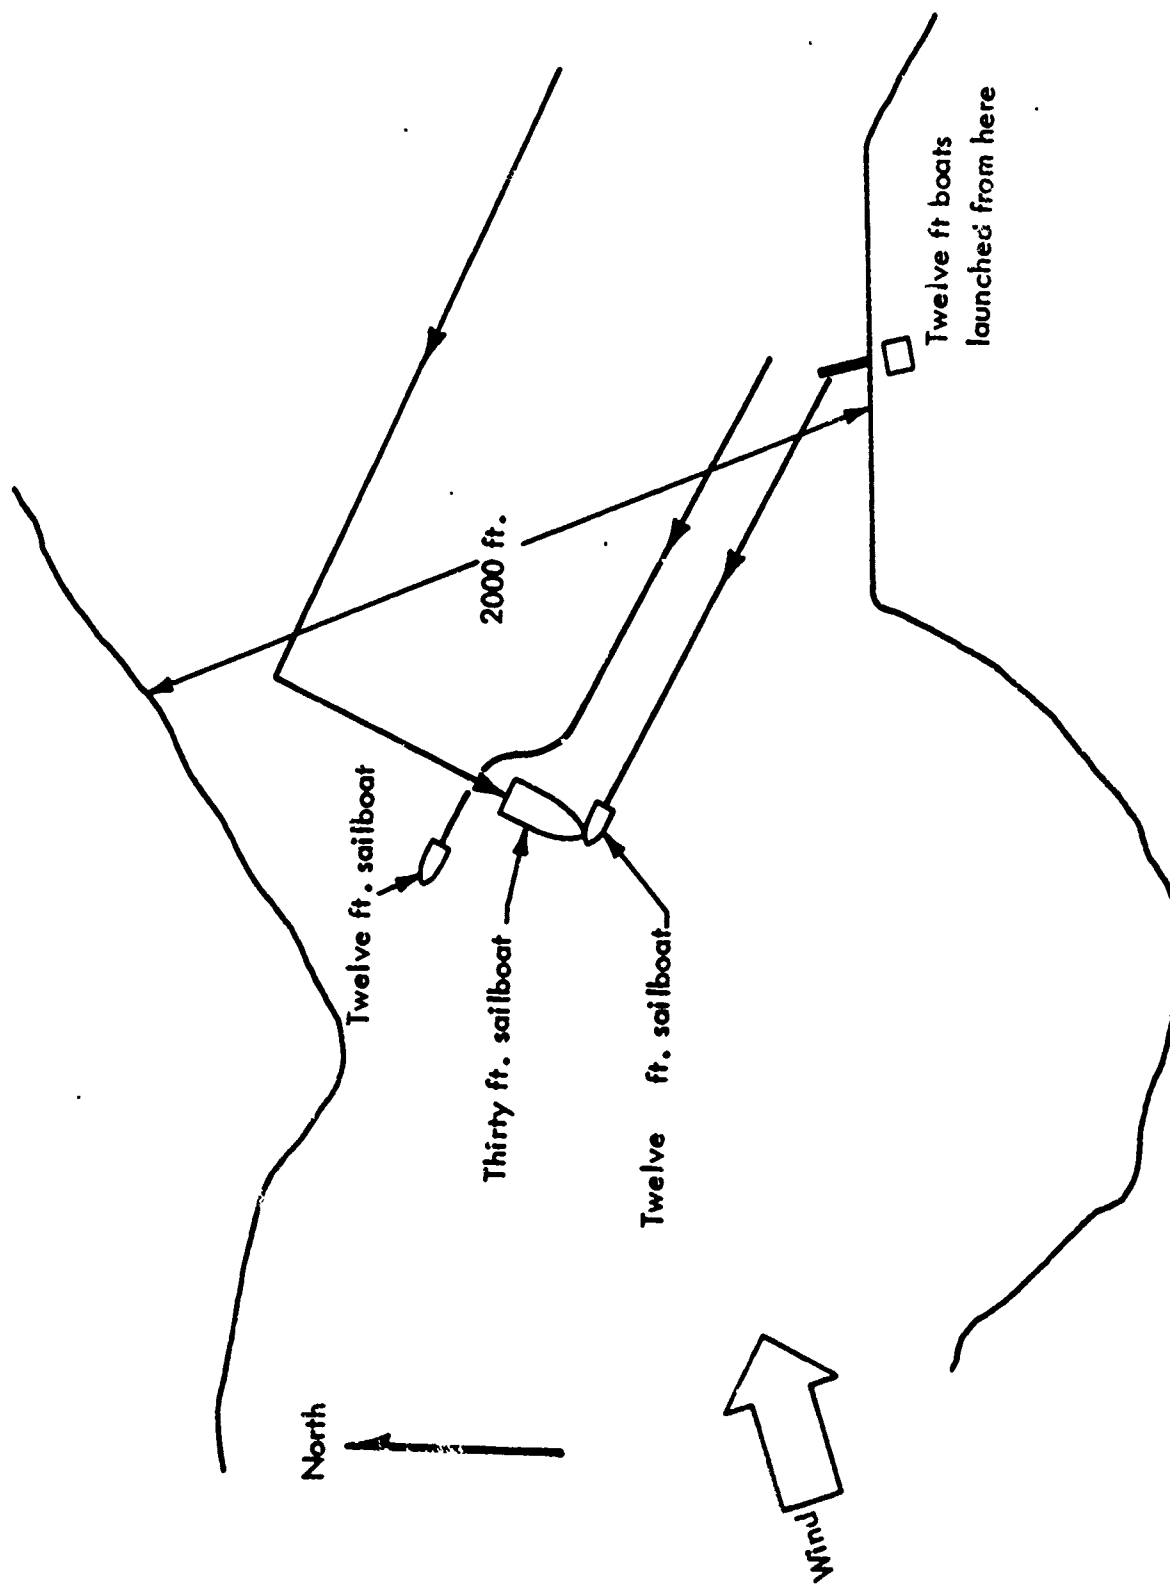 North
Wind
Twelve ft. sailboat
Thirty ft. sailboat
Twelve ft. sailboat
2000 ft.
Twelve ft boats
launched from here